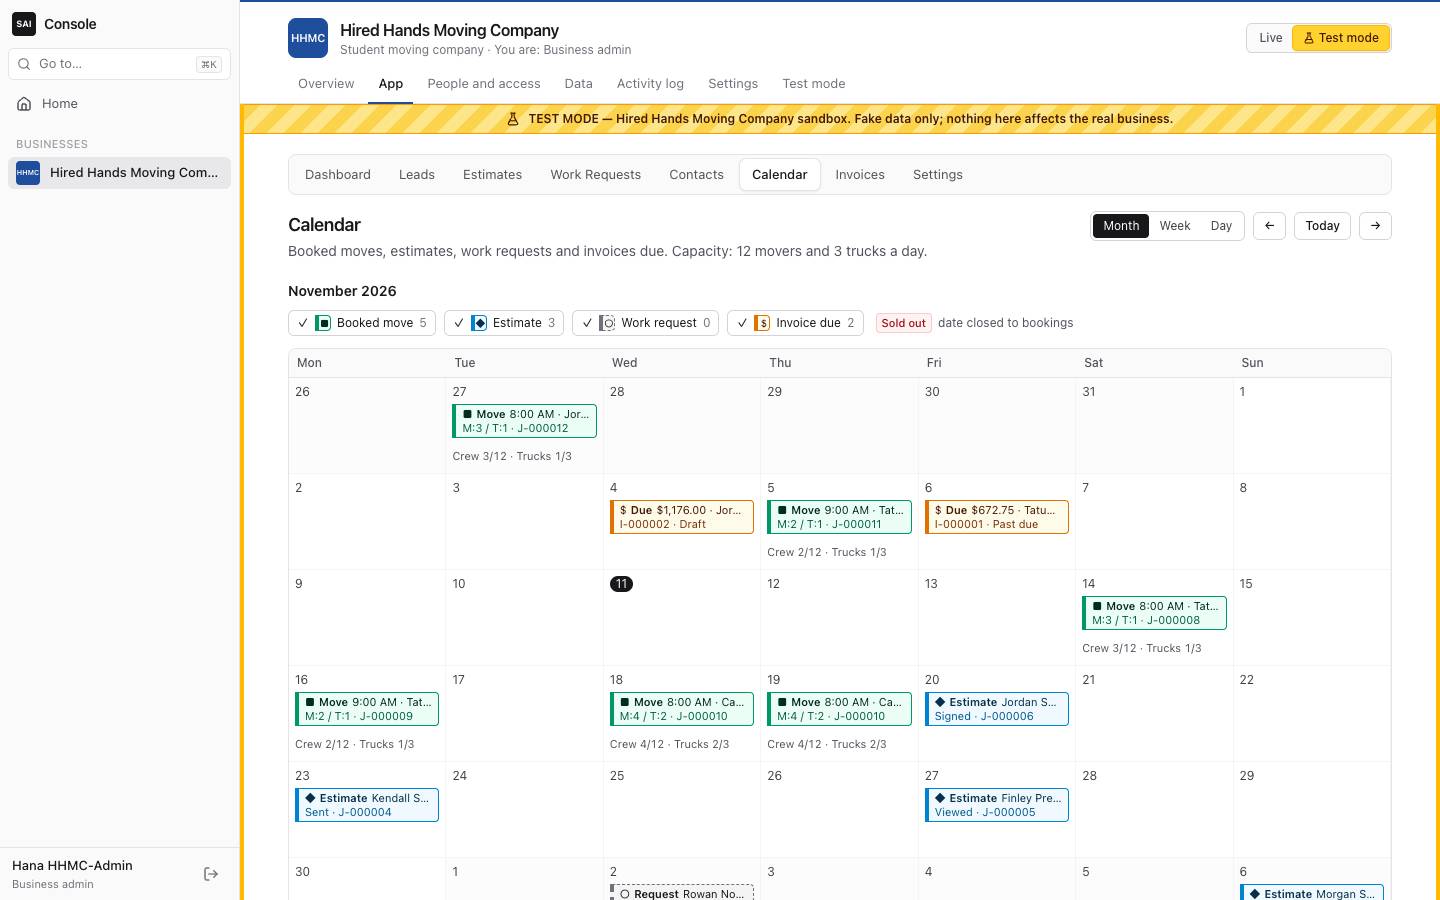 SAI Console
Go to... ⌘K
Home
BUSINESSES
HHMC Hired Hands Moving Com...
Hana HHMC-Admin
Business admin
HHMC
Hired Hands Moving Company
Student moving company · You are: Business admin
Live Test mode
Overview App People and access Data Activity log Settings Test mode
TEST MODE — Hired Hands Moving Company sandbox. Fake data only; nothing here affects the real business.
Dashboard Leads Estimates Work Requests Contacts Calendar Invoices Settings
Calendar
Month Week Day ← Today →
Booked moves, estimates, work requests and invoices due. Capacity: 12 movers and 3 trucks a day.
November 2026
✓ Booked move 5 ✓ Estimate 3 ✓ Work request 0 ✓ $ Invoice due 2 Sold out date closed to bookings
Mon Tue Wed Thu Fri Sat Sun
26 27 28 29 30 31 1
Move 8:00 AM · Jor...
M:3 / T:1 · J-000012
Crew 3/12 · Trucks 1/3
2 3 4 5 6 7 8
$ Due $1,176.00 · Jor...
I-000002 · Draft
Move 9:00 AM · Tat...
M:2 / T:1 · J-000011
Crew 2/12 · Trucks 1/3
$ Due $672.75 · Tatu...
I-000001 · Past due
9 10 11 12 13 14 15
Move 8:00 AM · Tat...
M:3 / T:1 · J-000008
Crew 3/12 · Trucks 1/3
16 17 18 19 20 21 22
Move 9:00 AM · Tat...
M:2 / T:1 · J-000009
Crew 2/12 · Trucks 1/3
Move 8:00 AM · Ca...
M:4 / T:2 · J-000010
Crew 4/12 · Trucks 2/3
Move 8:00 AM · Ca...
M:4 / T:2 · J-000010
Crew 4/12 · Trucks 2/3
Estimate Jordan S...
Signed · J-000006
23 24 25 26 27 28 29
Estimate Kendall S...
Sent · J-000004
Estimate Finley Pre...
Viewed · J-000005
30 1 2 3 4 5 6
Request Rowan No...
Estimate Morgan S...